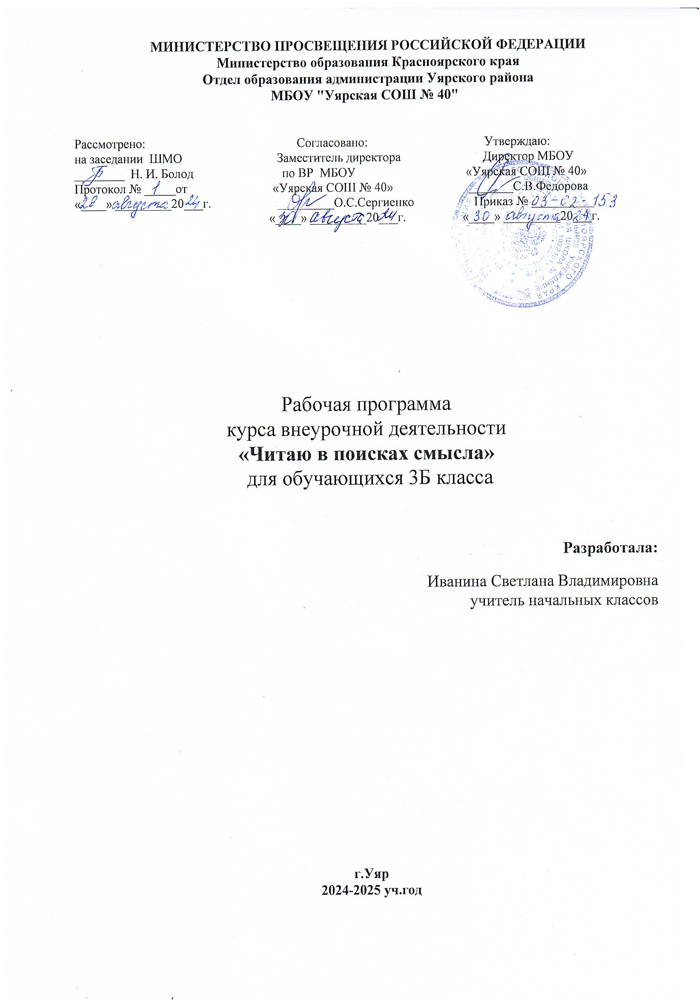 МИНИСТЕРСТВО ПРОСВЕЩЕНИЯ РОССИЙСКОЙ ФЕДЕРАЦИИ
Министерство образования Красноярского края
Отдел образования администрации Уярского района
МБОУ "Уярская СОШ № 40"
Рассмотрено:
на заседании ШМО
Н. И. Болод
Протокол № 1 от
«29» августа 2024 г.
Согласовано:
Заместитель директора
по ВР МБОУ
«Уярская СОШ № 40»
О.С.Сергиенко
«30» августа 2024 г.
Утверждаю:
Директор МБОУ
«Уярская СОШ № 40»
С.В.Федорова
Приказ № 03-02-153
«30» августа 2024 г.
Рабочая программа
курса внеурочной деятельности
«Читаю в поисках смысла»
для обучающихся 3Б класса
Разработала:
Иванина Светлана Владимировна
учитель начальных классов
г.Уяр
2024-2025 уч.год